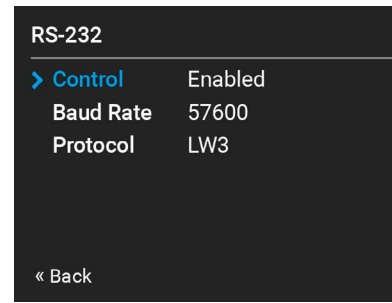 RS-232
Control Enabled
Baud Rate 57600
Protocol LW3
« Back